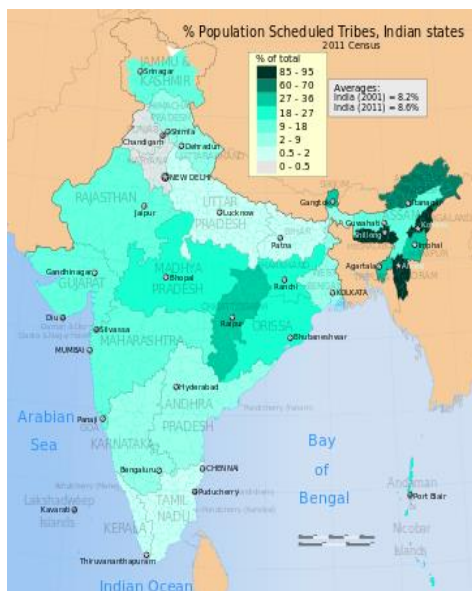 % Population Scheduled Tribes, Indian states
2011 Census
% of total
85 - 95
60 - 70
27 - 36
18 - 27
9 - 18
2 - 9
0.5 - 2
0 - 0.5
Averages:
India (2001) = 8.2%
India (2011) = 8.6%
JAMMU &
KASHMIR
Srinagar
PRADESH
Shimla
Chandigarh
Dehradun
NEW DELHI
RAJASTHAN
Jaipur
UTTAR
PRADESH
Lucknow
BIHAR
Patna
Gangtok
Itanagar
Guwahati
Shillong
Imphal
Agartala
Gandhinagar
GUJARAT
MADHYA
PRADESH
Bhopal
Ranchi
KOLKATA
Diu
Silvassa
MAHARASHTRA
MUMBAI
Raipur
ORISSA
Bhubaneshwar
Hyderabad
ANDHRA
PRADESH
Arabian
Sea
Panaji
GOA
KARNATAKA
Bay
of
Bengal
Bengaluru
CHENNAI
Puducherry
Lakshadweep
Islands
Kavarati
TAMIL
NADU
KERALA
Andaman
Port Blair
Nicobar
Islands
Thiruvananthapuram
Indian Ocean